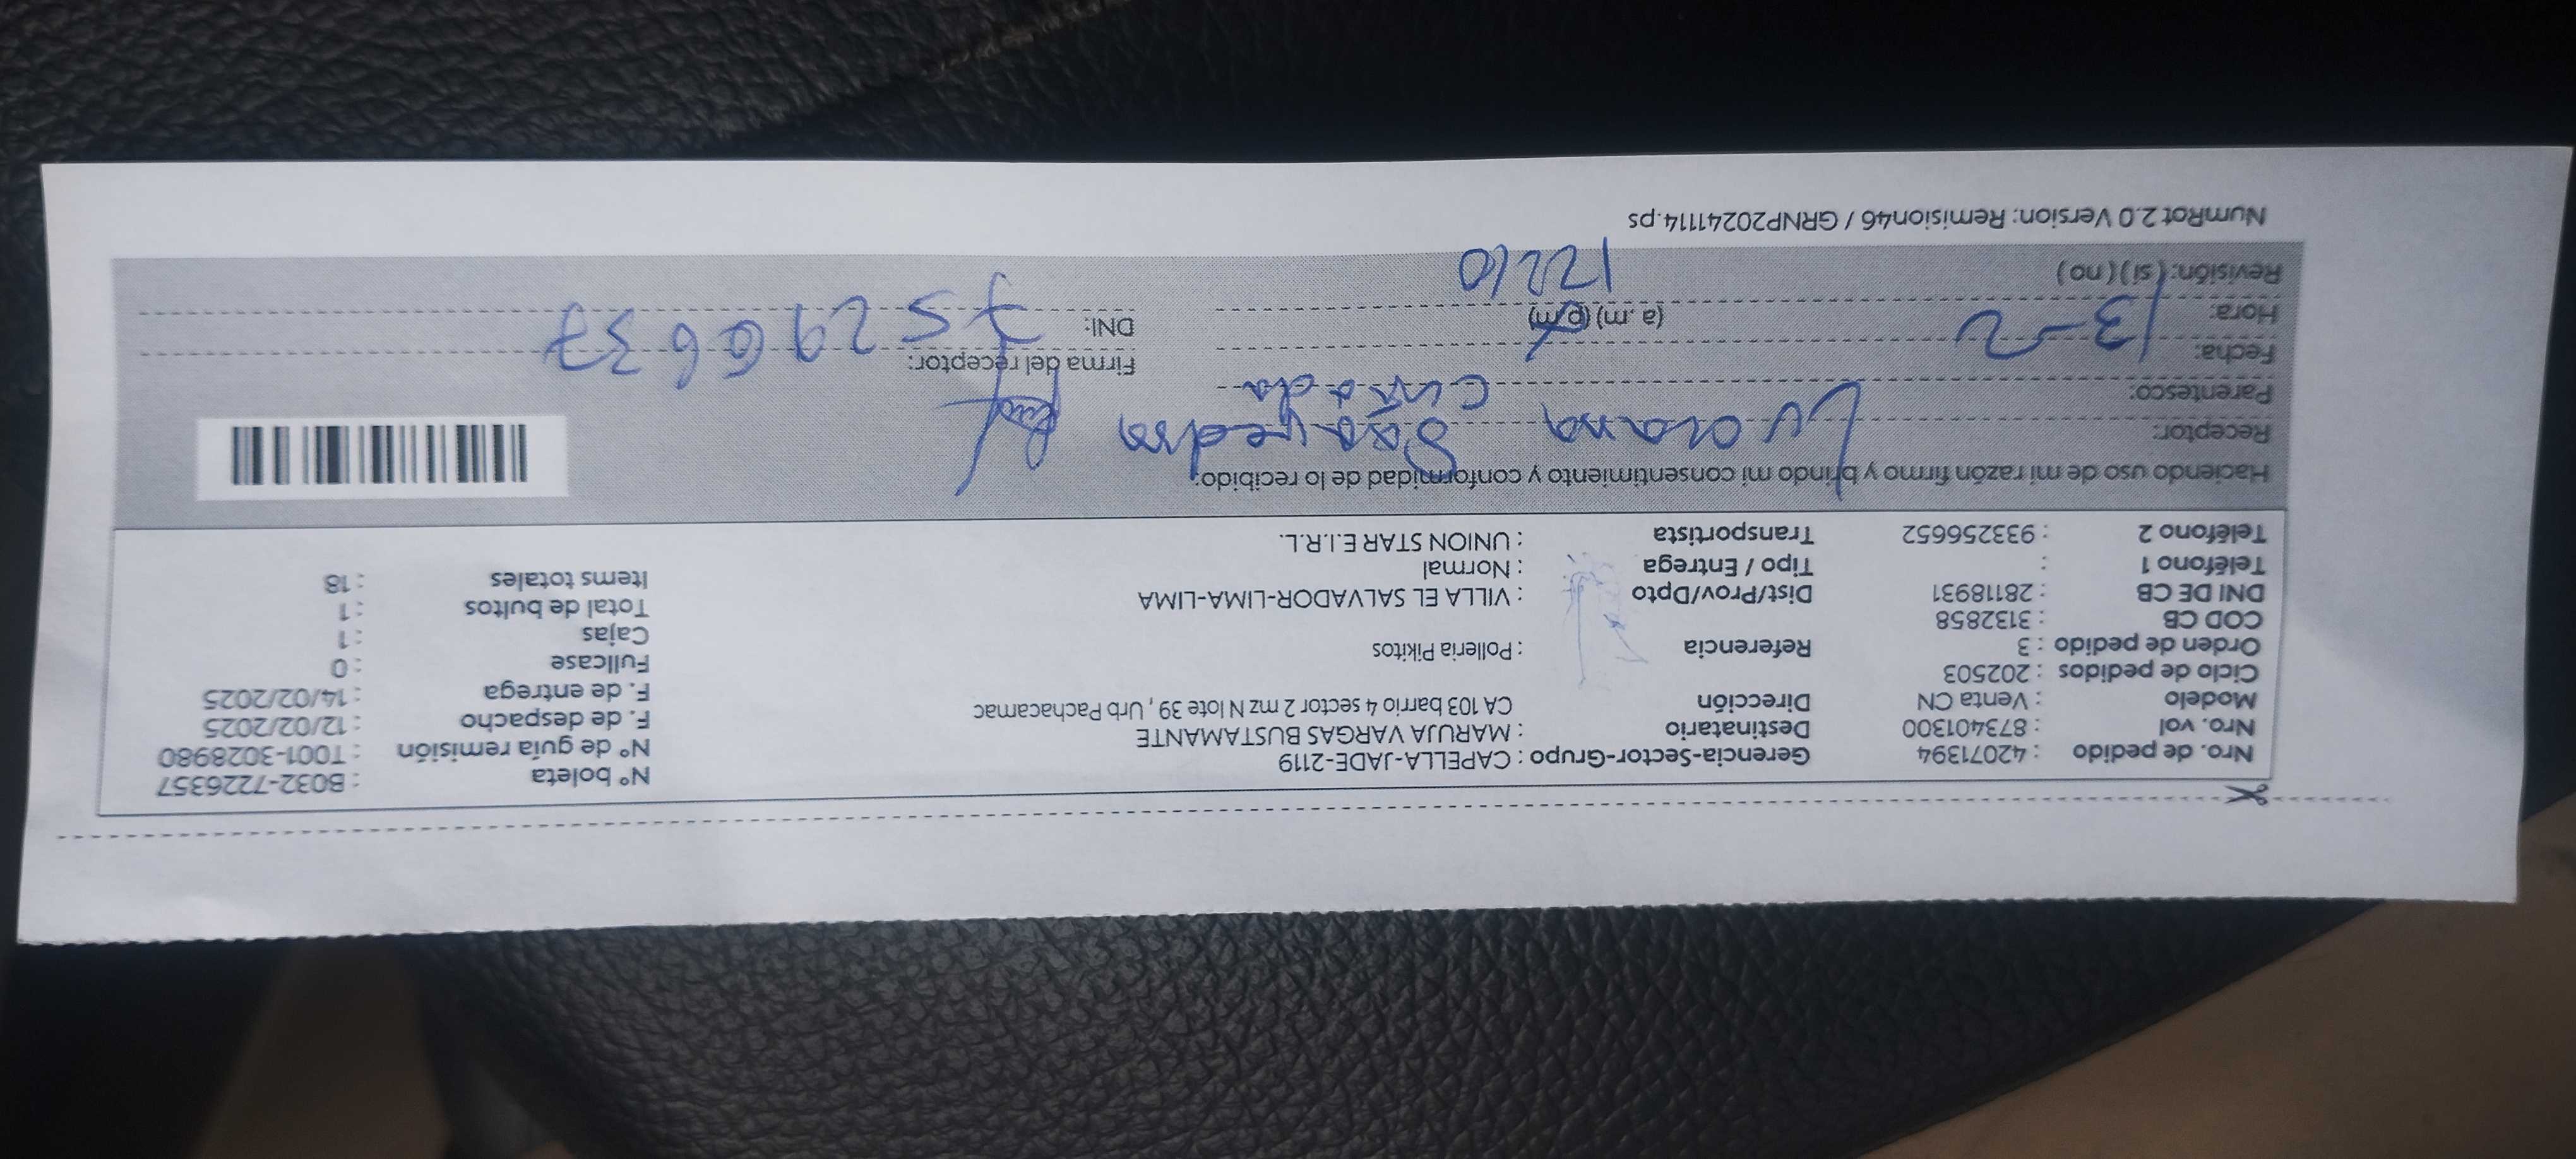 Nro. de pedido : 42071394 Gerencia-Sector-Grupo : CAPELLA-JADE-2119 N° boleta : B032-7226357
Nro. vol : 873401300 Destinatario : MARUJA VARGAS BUSTAMANTE N° de guía remisión : T001-3028980
Modelo : Venta CN Dirección CA 103 barrio 4 sector 2 mz N lote 39 , Urb Pachacamac F. de despacho : 12/02/2025
Ciclo de pedidos : 202503 F. de entrega : 14/02/2025
Orden de pedido : 3 Referencia : Polleria Pikitos Fullcase : 0
COD CB : 3132858 Cajas : 1
DNI DE CB : 28118931 Dist/Prov/Dpto : VILLA EL SALVADOR-LIMA-LIMA Total de bultos : 1
Teléfono 1 : Tipo / Entrega : Normal Items totales : 18
Teléfono 2 : 933256652 Transportista : UNION STAR E.I.R.L.
Haciendo uso de mi razón firmo y brindo mi consentimiento y conformidad de lo recibido:
Receptor: Saavedra
Parentesco: cuñada
Fecha: 13-2 Firma del receptor:
Hora: (a .m) (p.m) DNI: 75296637
Revisión: ( si ) ( no ) 12210
NumRot 2.0 Version: Remision46 / GRNP20241114.ps